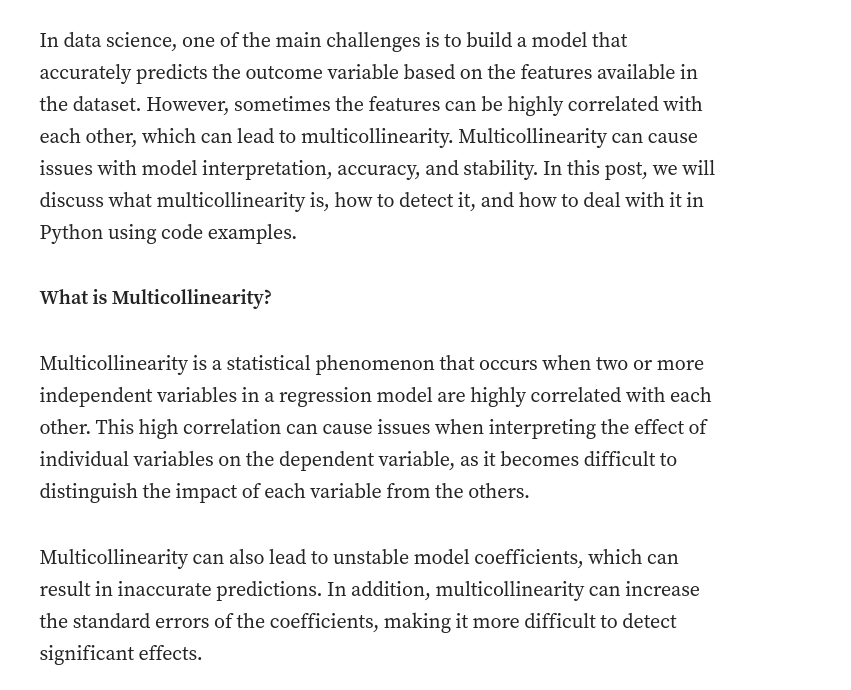 In data science, one of the main challenges is to build a model that
accurately predicts the outcome variable based on the features available in
the dataset. However, sometimes the features can be highly correlated with
each other, which can lead to multicollinearity. Multicollinearity can cause
issues with model interpretation, accuracy, and stability. In this post, we will
discuss what multicollinearity is, how to detect it, and how to deal with it in
Python using code examples.
What is Multicollinearity?
Multicollinearity is a statistical phenomenon that occurs when two or more
independent variables in a regression model are highly correlated with each
other. This high correlation can cause issues when interpreting the effect of
individual variables on the dependent variable, as it becomes difficult to
distinguish the impact of each variable from the others.
Multicollinearity can also lead to unstable model coefficients, which can
result in inaccurate predictions. In addition, multicollinearity can increase
the standard errors of the coefficients, making it more difficult to detect
significant effects.